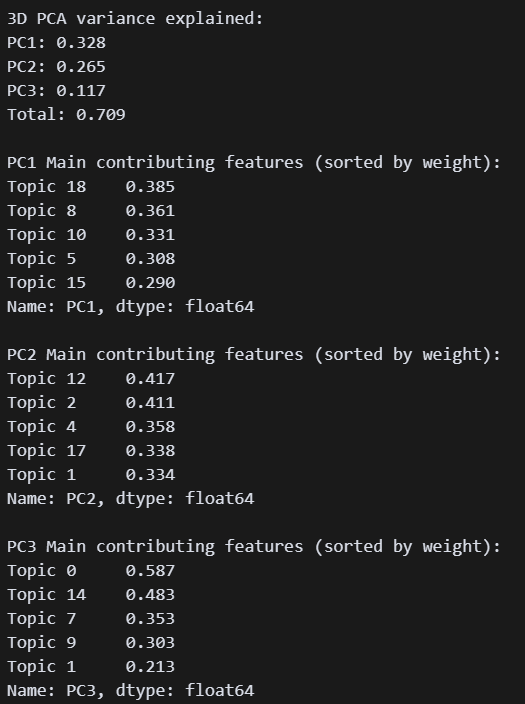 3D PCA variance explained:
PC1: 0.328
PC2: 0.265
PC3: 0.117
Total: 0.709

PC1 Main contributing features (sorted by weight):
Topic 18    0.385
Topic 8     0.361
Topic 10    0.331
Topic 5     0.308
Topic 15    0.290
Name: PC1, dtype: float64

PC2 Main contributing features (sorted by weight):
Topic 12    0.417
Topic 2     0.411
Topic 4     0.358
Topic 17    0.338
Topic 1     0.334
Name: PC2, dtype: float64

PC3 Main contributing features (sorted by weight):
Topic 0     0.587
Topic 14    0.483
Topic 7     0.353
Topic 9     0.303
Topic 1     0.213
Name: PC3, dtype: float64